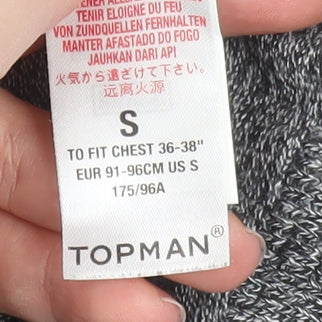 TENIR ELOIGNE DU FEU
VON ZUNDQUELLEN FERNHALTEN
MANTER AFASTADO DO FOGO
JAUHKAN DARI API
火気から遠ざけて下さい。
远离火源
S
TO FIT CHEST 36-38"
EUR 91-96CM US S
175/96A
TOPMAN®